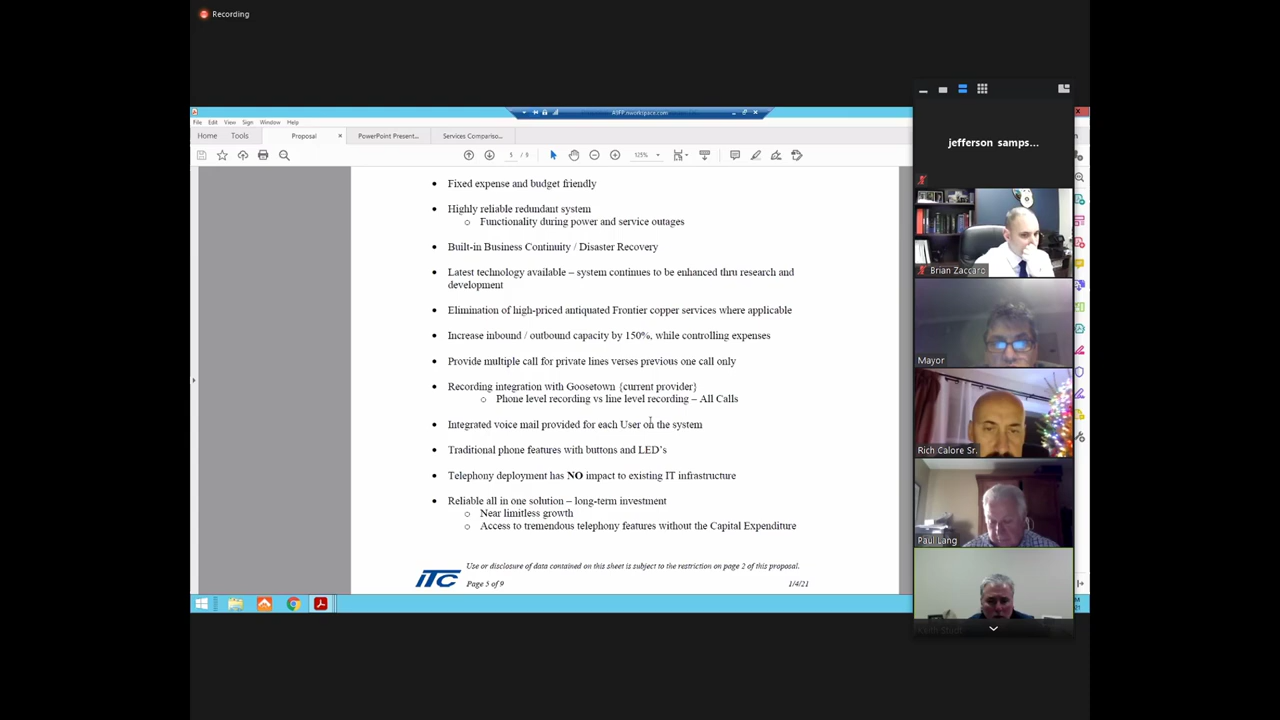 Recording
File Edit View Sign Window Help
Home Tools Proposal × PowerPoint Present... Services Compariso...
5 / 9 125%
jefferson samps...
• Fixed expense and budget friendly
• Highly reliable redundant system
○ Functionality during power and service outages
• Built-in Business Continuity / Disaster Recovery
• Latest technology available – system continues to be enhanced thru research and
development
• Elimination of high-priced antiquated Frontier copper services where applicable
• Increase inbound / outbound capacity by 150%, while controlling expenses
• Provide multiple call for private lines verses previous one call only
• Recording integration with Goosetown {current provider}
○ Phone level recording vs line level recording – All Calls
• Integrated voice mail provided for each User on the system
• Traditional phone features with buttons and LED's
• Telephony deployment has NO impact to existing IT infrastructure
• Reliable all in one solution – long-term investment
○ Near limitless growth
○ Access to tremendous telephony features without the Capital Expenditure
iTC
Use or disclosure of data contained on this sheet is subject to the restriction on page 2 of this proposal.
Page 5 of 9 1/4/21
Brian Zaccaro
Mayor
Rich Calore Sr.
Paul Lang